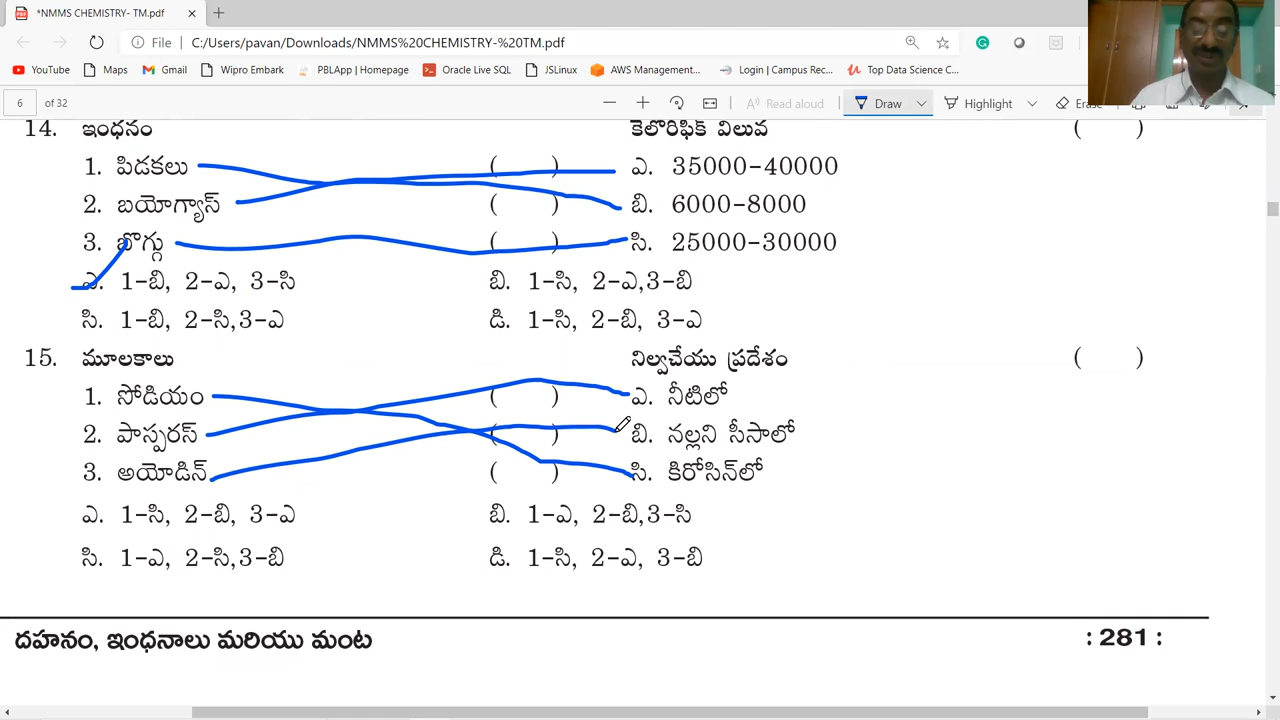 *NMMS CHEMISTRY- TM.pdf
File C:/Users/pavan/Downloads/NMMS%20CHEMISTRY-%20TM.pdf
YouTube Maps Gmail Wipro Embark PBLApp | Homepage Oracle Live SQL JSLinux AWS Management... Login | Campus Rec... Top Data Science C...
6 of 32 Read aloud Draw Highlight Erase
14. ఇంధనం కెలొరిఫిక్ విలువ ( )
1. పిడకలు ( ) ఎ. 35000-40000
2. బయోగ్యాస్ ( ) బి. 6000-8000
3. బొగ్గు ( ) సి. 25000-30000
ఎ. 1-బి, 2-ఎ, 3-సి బి. 1-సి, 2-ఎ,3-బి
సి. 1-బి, 2-సి,3-ఎ డి. 1-సి, 2-బి, 3-ఎ
15. మూలకాలు నిల్వచేయు ప్రదేశం ( )
1. సోడియం ( ) ఎ. నీటిలో
2. పాస్పరస్ ( ) బి. నల్లని సీసాలో
3. అయోడిన్ ( ) సి. కిరోసిన్‌లో
ఎ. 1-సి, 2-బి, 3-ఎ బి. 1-ఎ, 2-బి,3-సి
సి. 1-ఎ, 2-సి,3-బి డి. 1-సి, 2-ఎ, 3-బి
దహనం, ఇంధనాలు మరియు మంట : 281 :